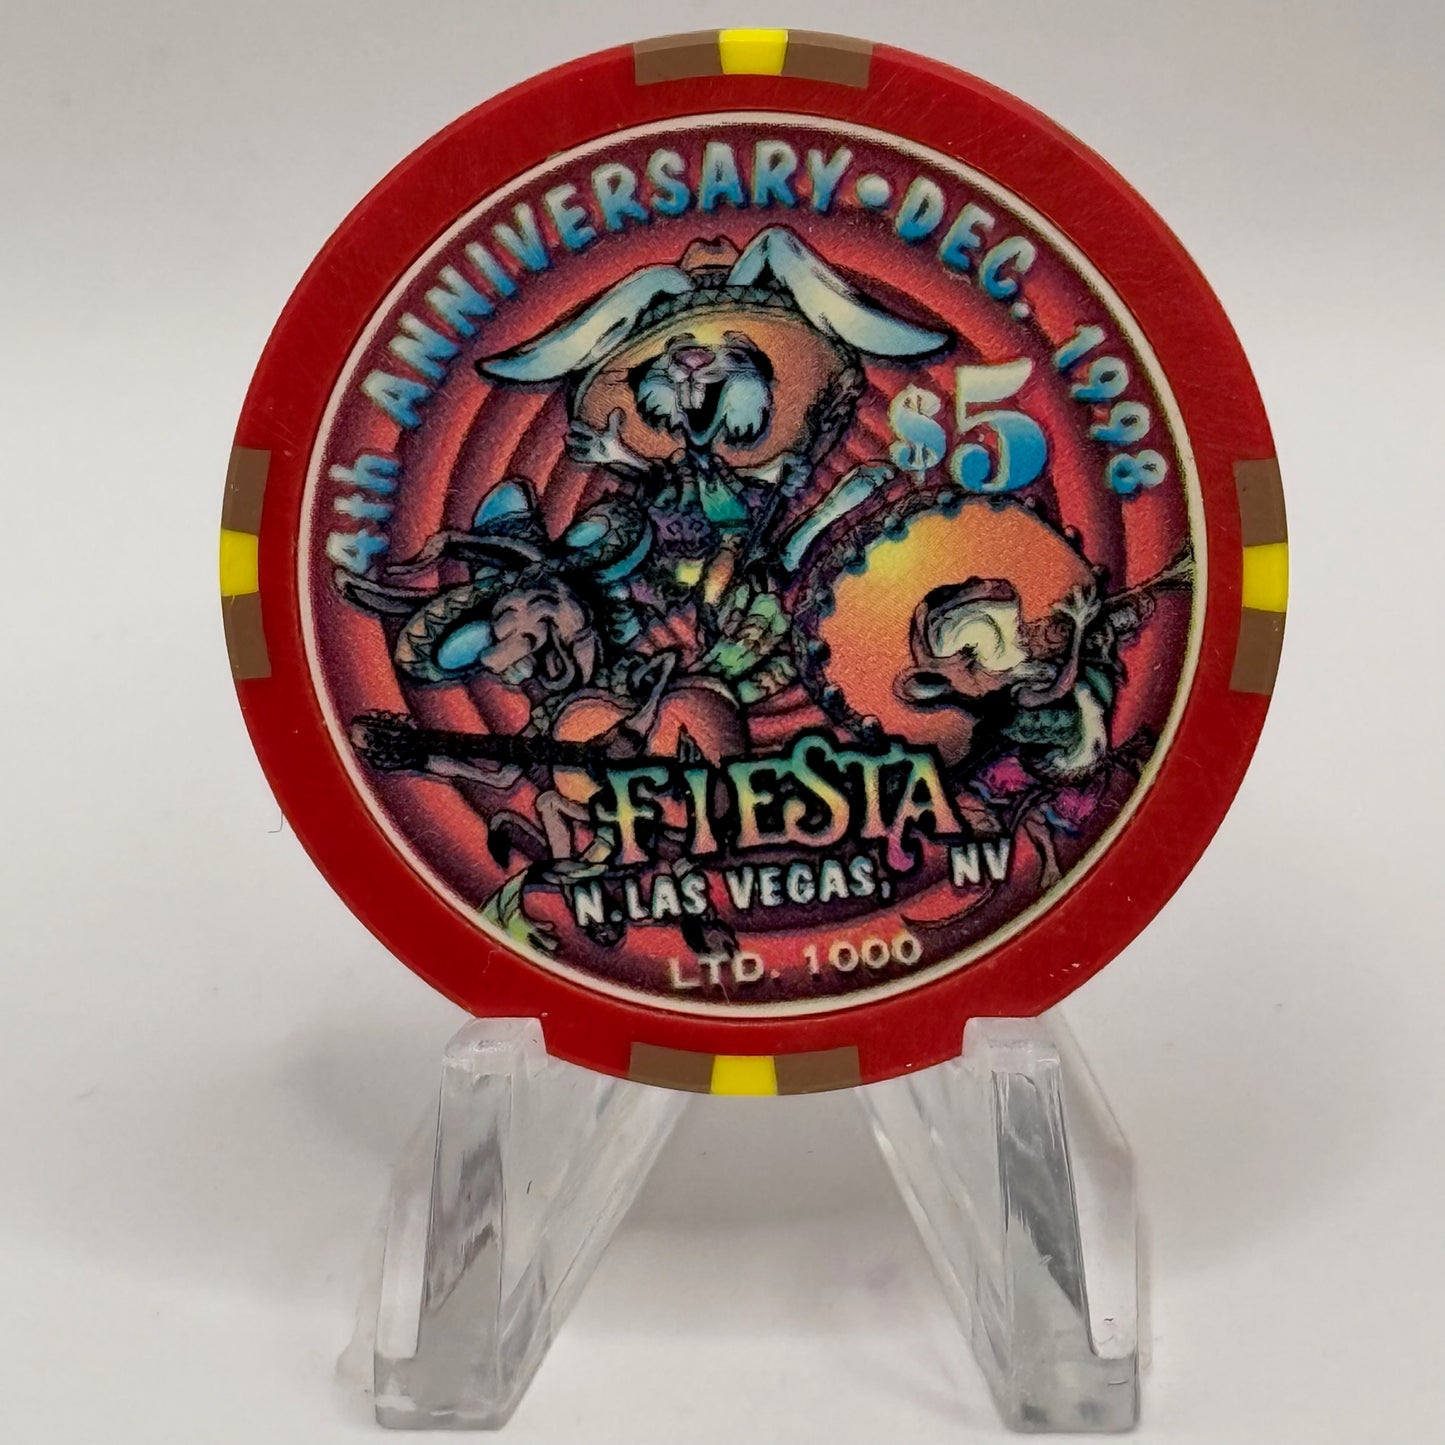 4th ANNIVERSARY • DEC. 1998
$5
FIESTA
N. LAS VEGAS, NV
LTD. 1000